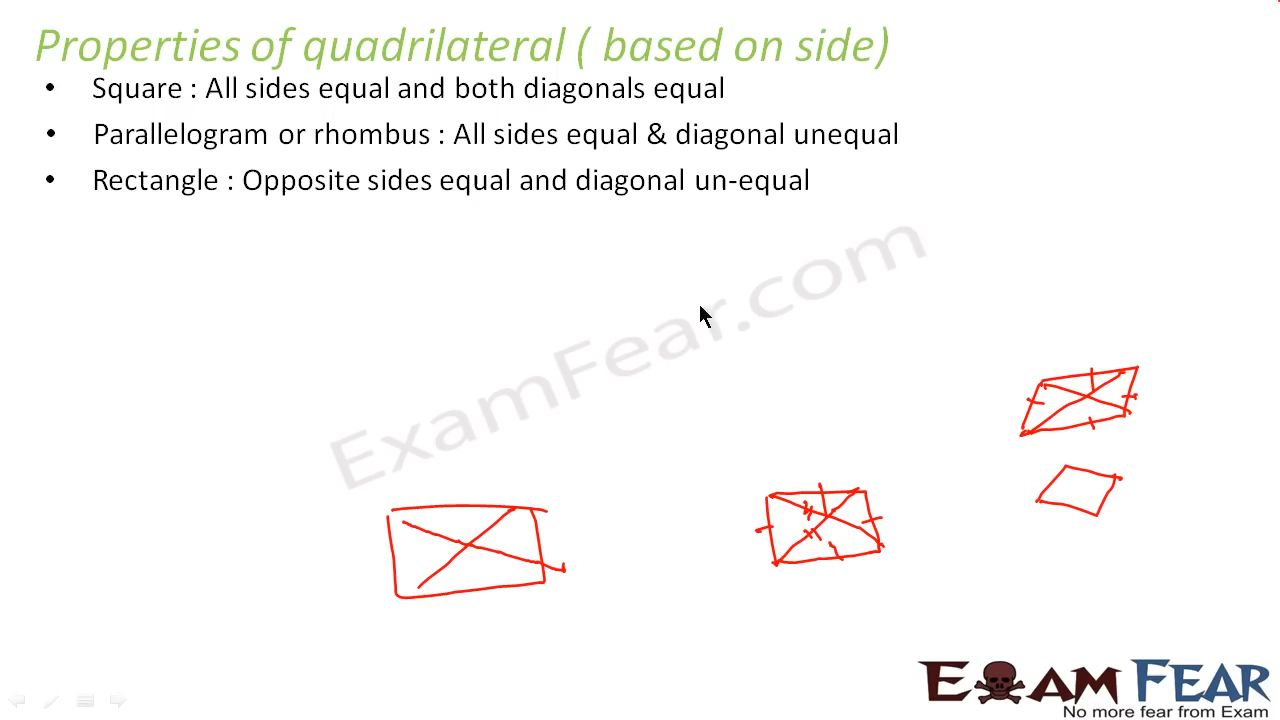 Properties of quadrilateral ( based on side)
• Square : All sides equal and both diagonals equal
• Parallelogram or rhombus : All sides equal & diagonal unequal
• Rectangle : Opposite sides equal and diagonal un-equal
ExamFear.com
EXAM FEAR
No more fear from Exam